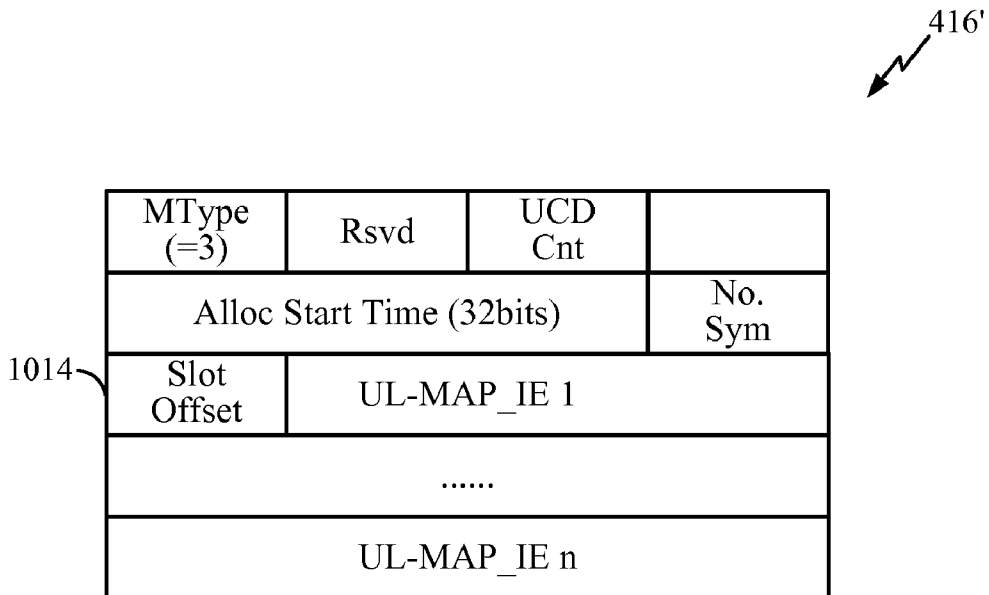 416'
MType
(=3)
Rsvd
UCD
Cnt
Alloc Start Time (32bits)
No.
Sym
1014
Slot
Offset
UL-MAP_IE 1
......
UL-MAP_IE n